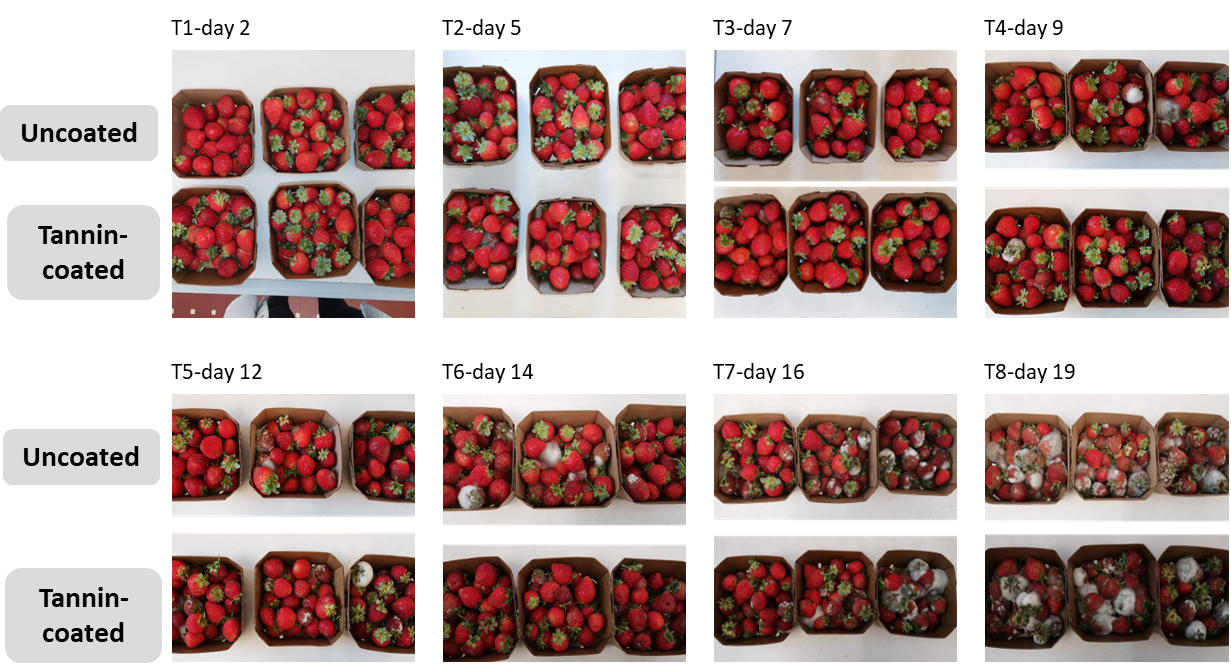 T1-day 2
T2-day 5
T3-day 7
T4-day 9
Uncoated
Tannin-
coated
T5-day 12
T6-day 14
T7-day 16
T8-day 19
Uncoated
Tannin-
coated